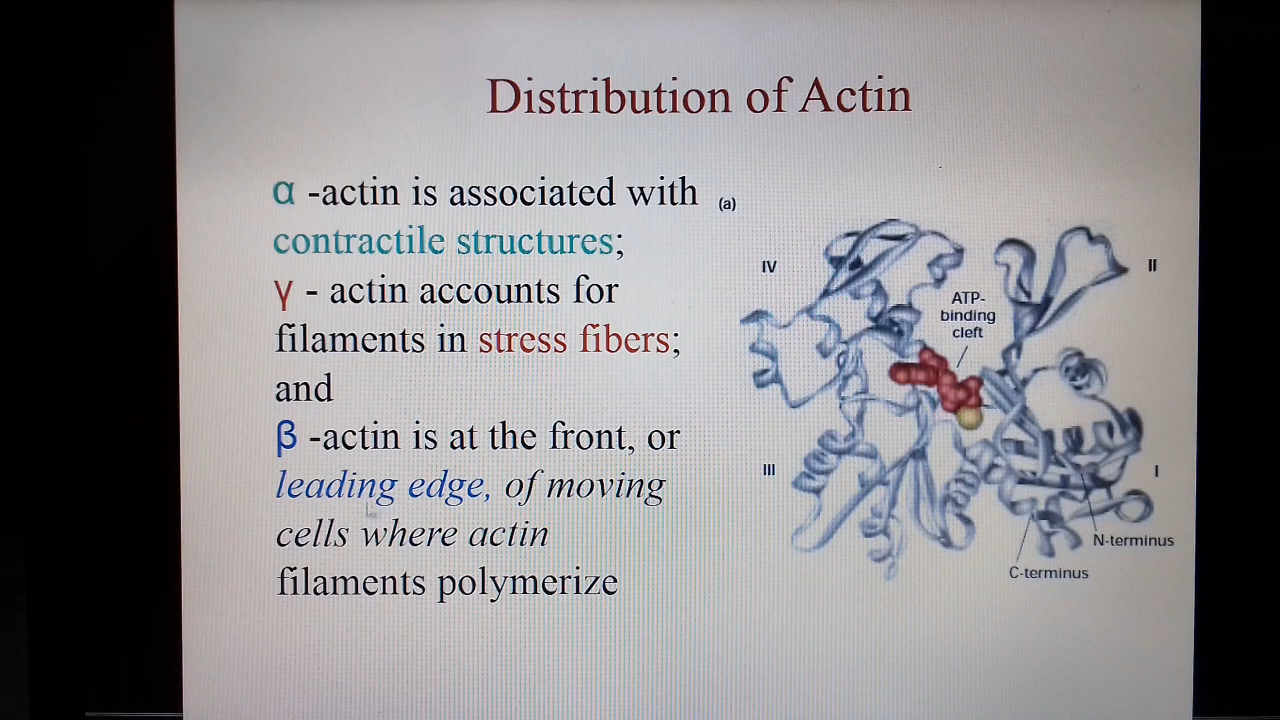 Distribution of Actin
α -actin is associated with
contractile structures;
γ - actin accounts for
filaments in stress fibers;
and
β -actin is at the front, or
leading edge, of moving
cells where actin
filaments polymerize
(a)
IV
II
ATP-
binding
cleft
III
I
N-terminus
C-terminus